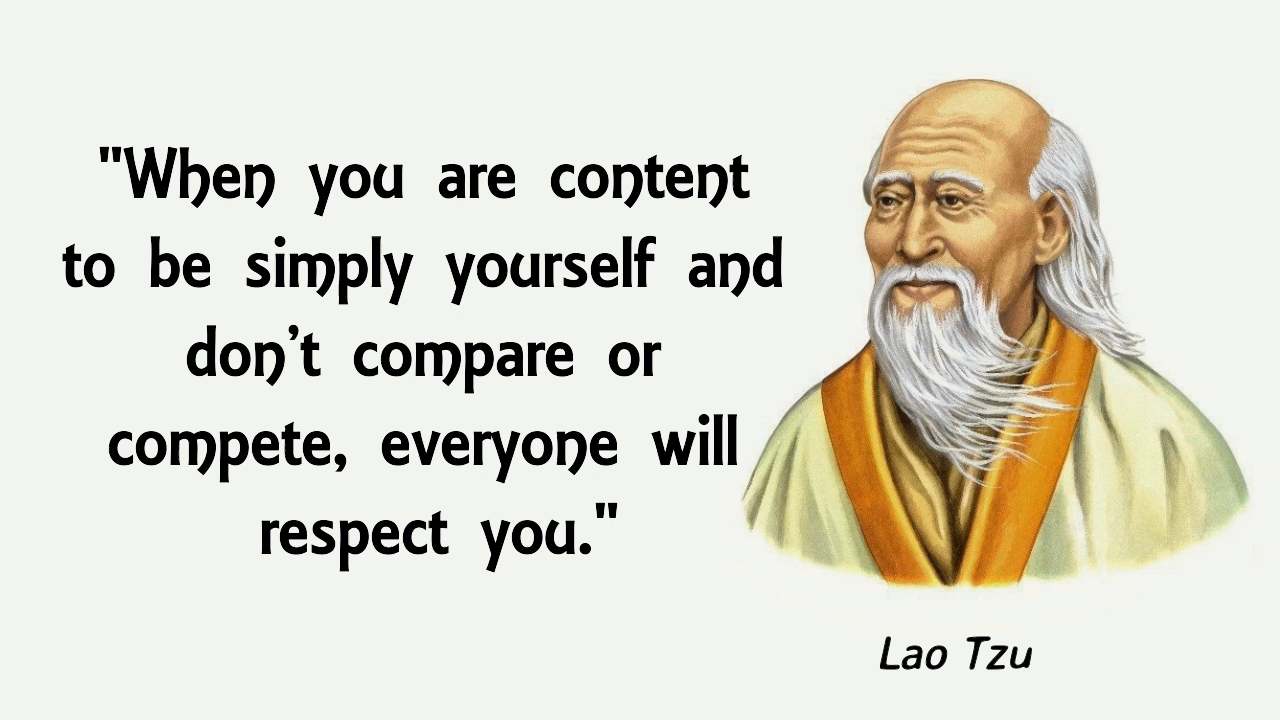 "When you are content
to be simply yourself and
don’t compare or
compete, everyone will
respect you."
Lao Tzu